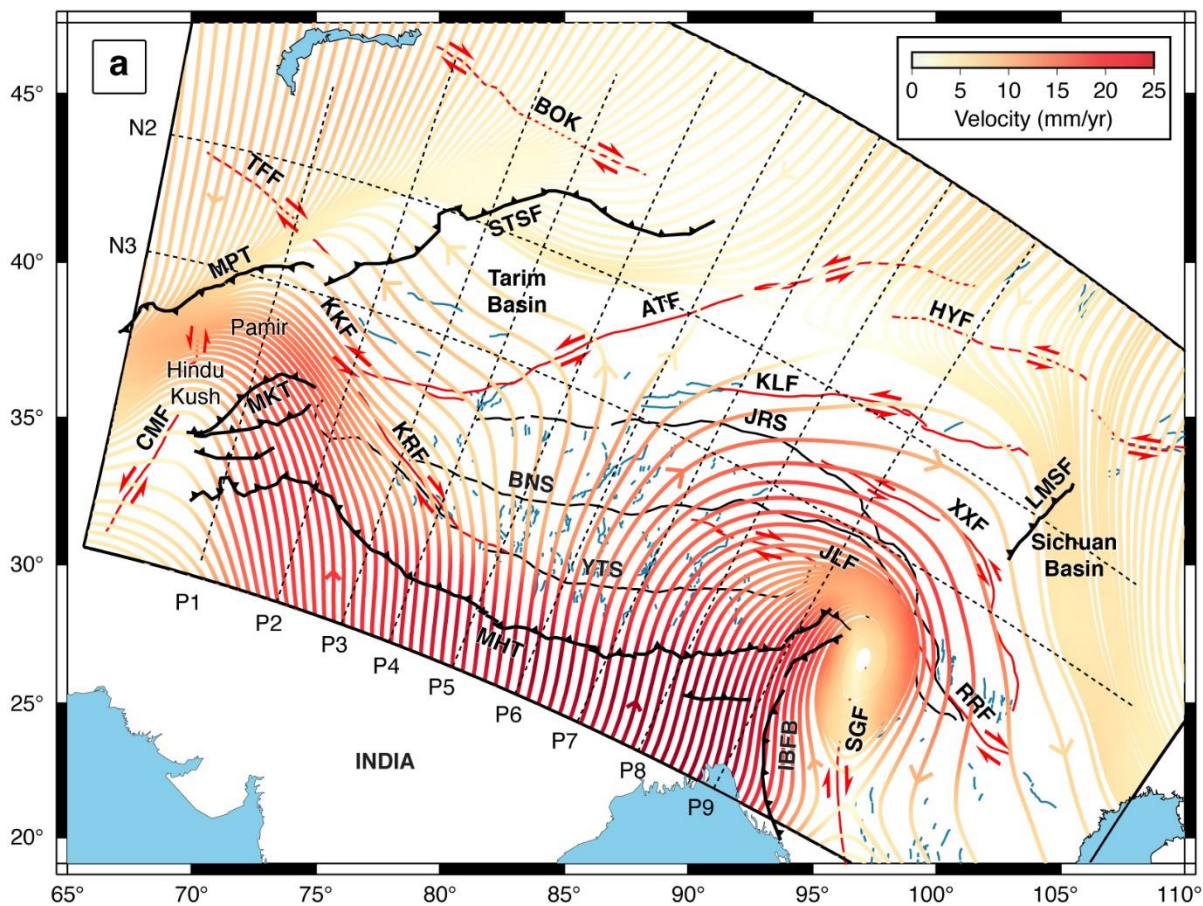 a
0 5 10 15 20 25
Velocity (mm/yr)
45°
40°
35°
30°
25°
20°
N2
N3
BOK
TFF
STSF
MPT
Tarim
Basin
ATF
HYF
KKF
Pamir
Hindu
Kush
MKT
CMF
KLF
JRS
KRF
BNS
LMSF
XXF
Sichuan
Basin
JLF
YTS
MHT
RRF
SGF
IBFB
P1
P2
P3
P4
P5
P6
P7
P8
P9
INDIA
65° 70° 75° 80° 85° 90° 95° 100° 105° 110°